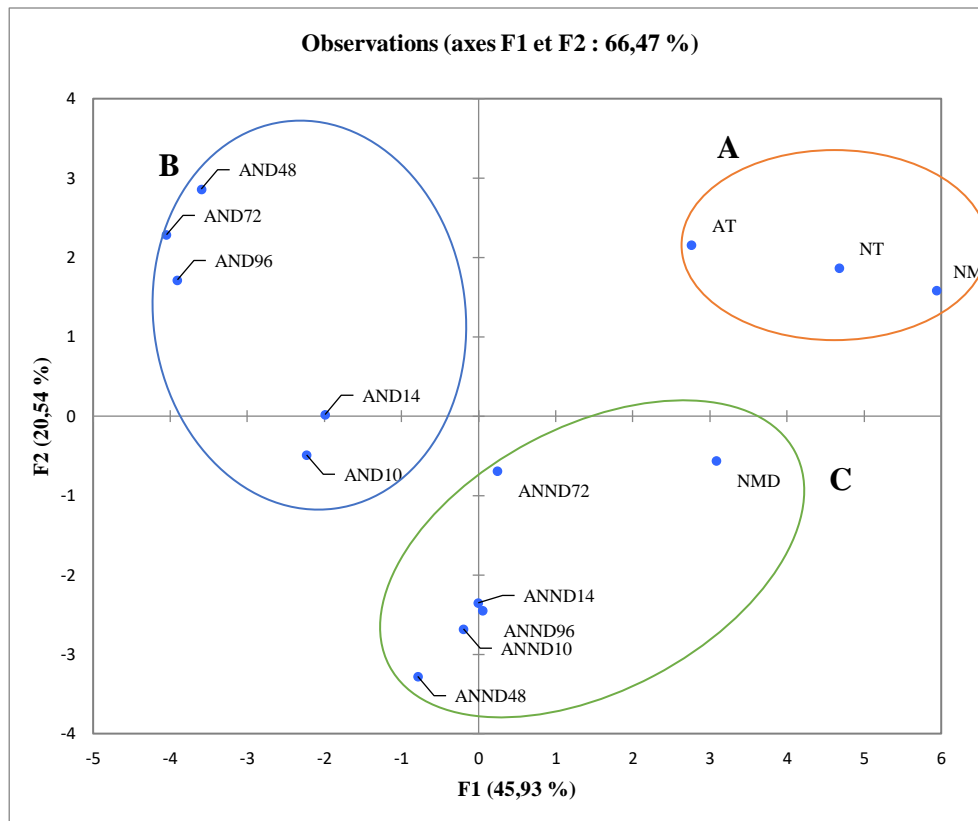 Observations (axes F1 et F2 : 66,47 %)
4
3
2
1
0
-1
-2
-3
-4
F2 (20,54 %)
B
AND48
AND72
AND96
AND14
AND10
A
AT
NT
NM
C
NMD
ANND72
ANND14
ANND96
ANND10
ANND48
-5 -4 -3 -2 -1 0 1 2 3 4 5 6
F1 (45,93 %)